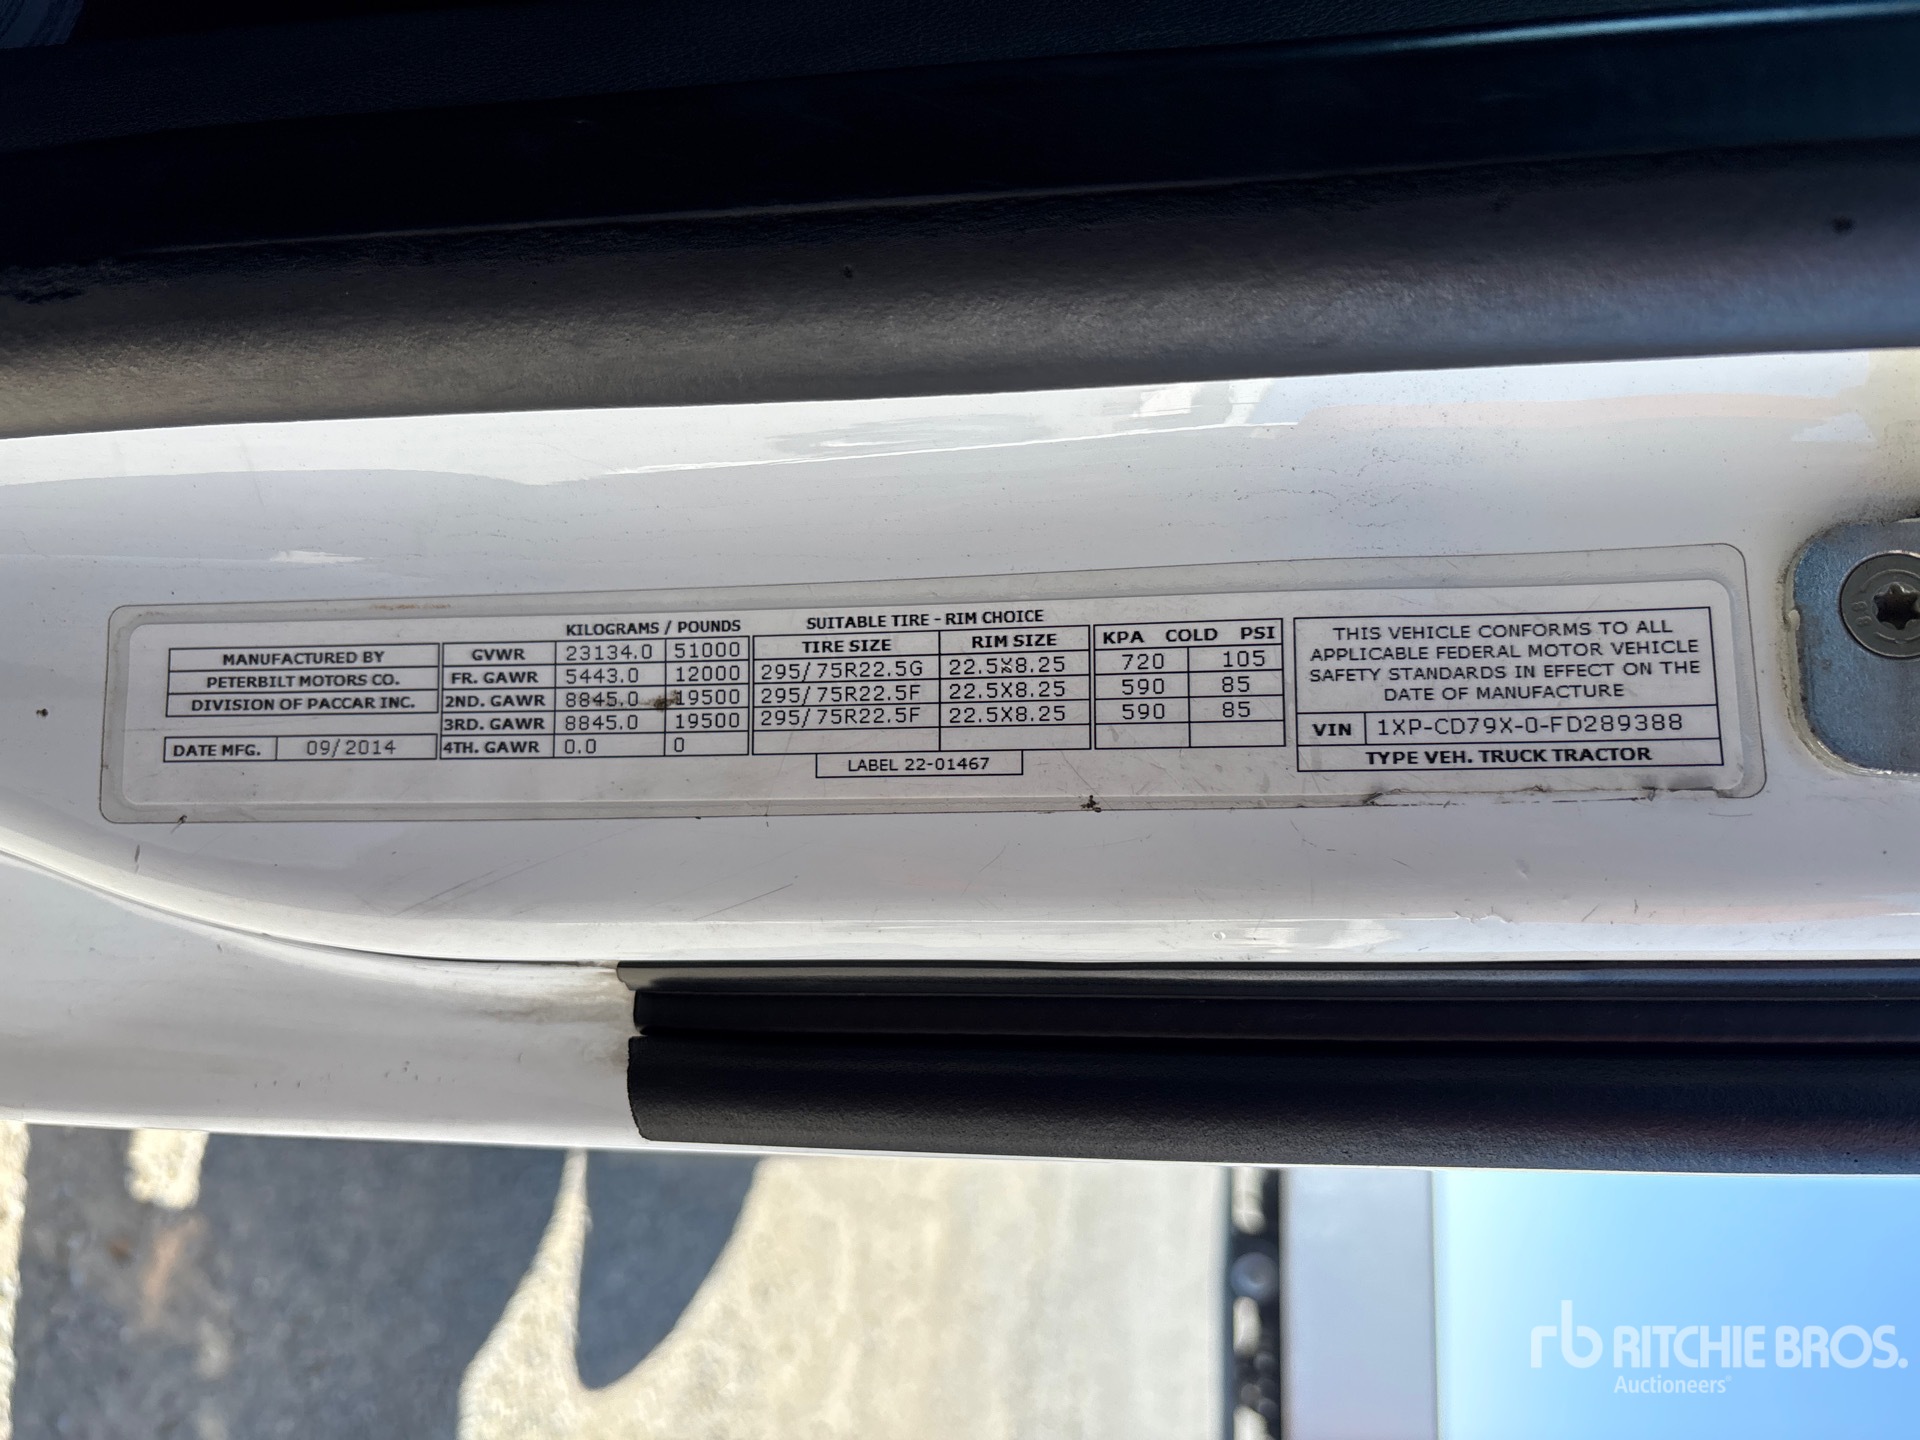 MANUFACTURED BY
PETERBILT MOTORS CO.
DIVISION OF PACCAR INC.
DATE MFG. 09/2014
KILOGRAMS / POUNDS
GVWR 23134.0 51000
FR. GAWR 5443.0 12000
2ND. GAWR 8845.0 19500
3RD. GAWR 8845.0 19500
4TH. GAWR 0.0 0
SUITABLE TIRE - RIM CHOICE
TIRE SIZE RIM SIZE
295/75R22.5G 22.5X8.25
295/75R22.5F 22.5X8.25
295/75R22.5F 22.5X8.25
LABEL 22-01467
KPA COLD PSI
720 105
590 85
590 85
THIS VEHICLE CONFORMS TO ALL
APPLICABLE FEDERAL MOTOR VEHICLE
SAFETY STANDARDS IN EFFECT ON THE
DATE OF MANUFACTURE
VIN 1XP-CD79X-0-FD289388
TYPE VEH. TRUCK TRACTOR
rb RITCHIE BROS.
Auctioneers